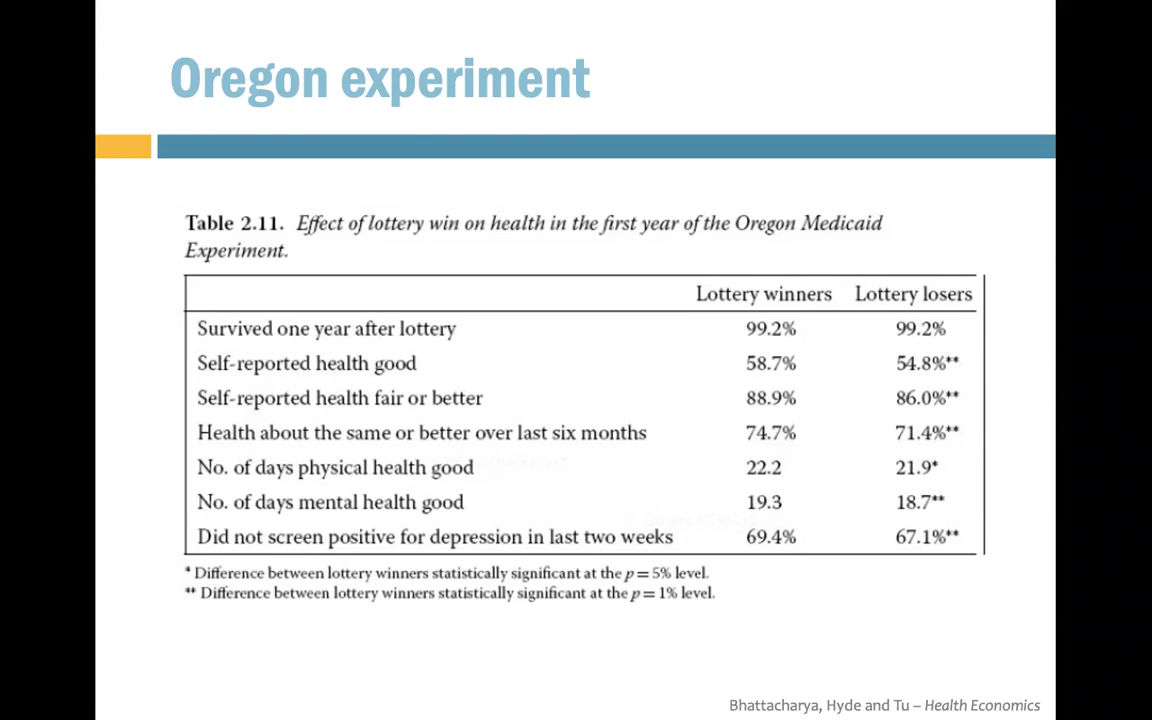 Oregon experiment
Table 2.11. Effect of lottery win on health in the first year of the Oregon Medicaid
Experiment.
Lottery winners Lottery losers
Survived one year after lottery 99.2% 99.2%
Self-reported health good 58.7% 54.8%**
Self-reported health fair or better 88.9% 86.0%**
Health about the same or better over last six months 74.7% 71.4%**
No. of days physical health good 22.2 21.9*
No. of days mental health good 19.3 18.7**
Did not screen positive for depression in last two weeks 69.4% 67.1%**
* Difference between lottery winners statistically significant at the p = 5% level.
** Difference between lottery winners statistically significant at the p = 1% level.
Bhattacharya, Hyde and Tu – Health Economics